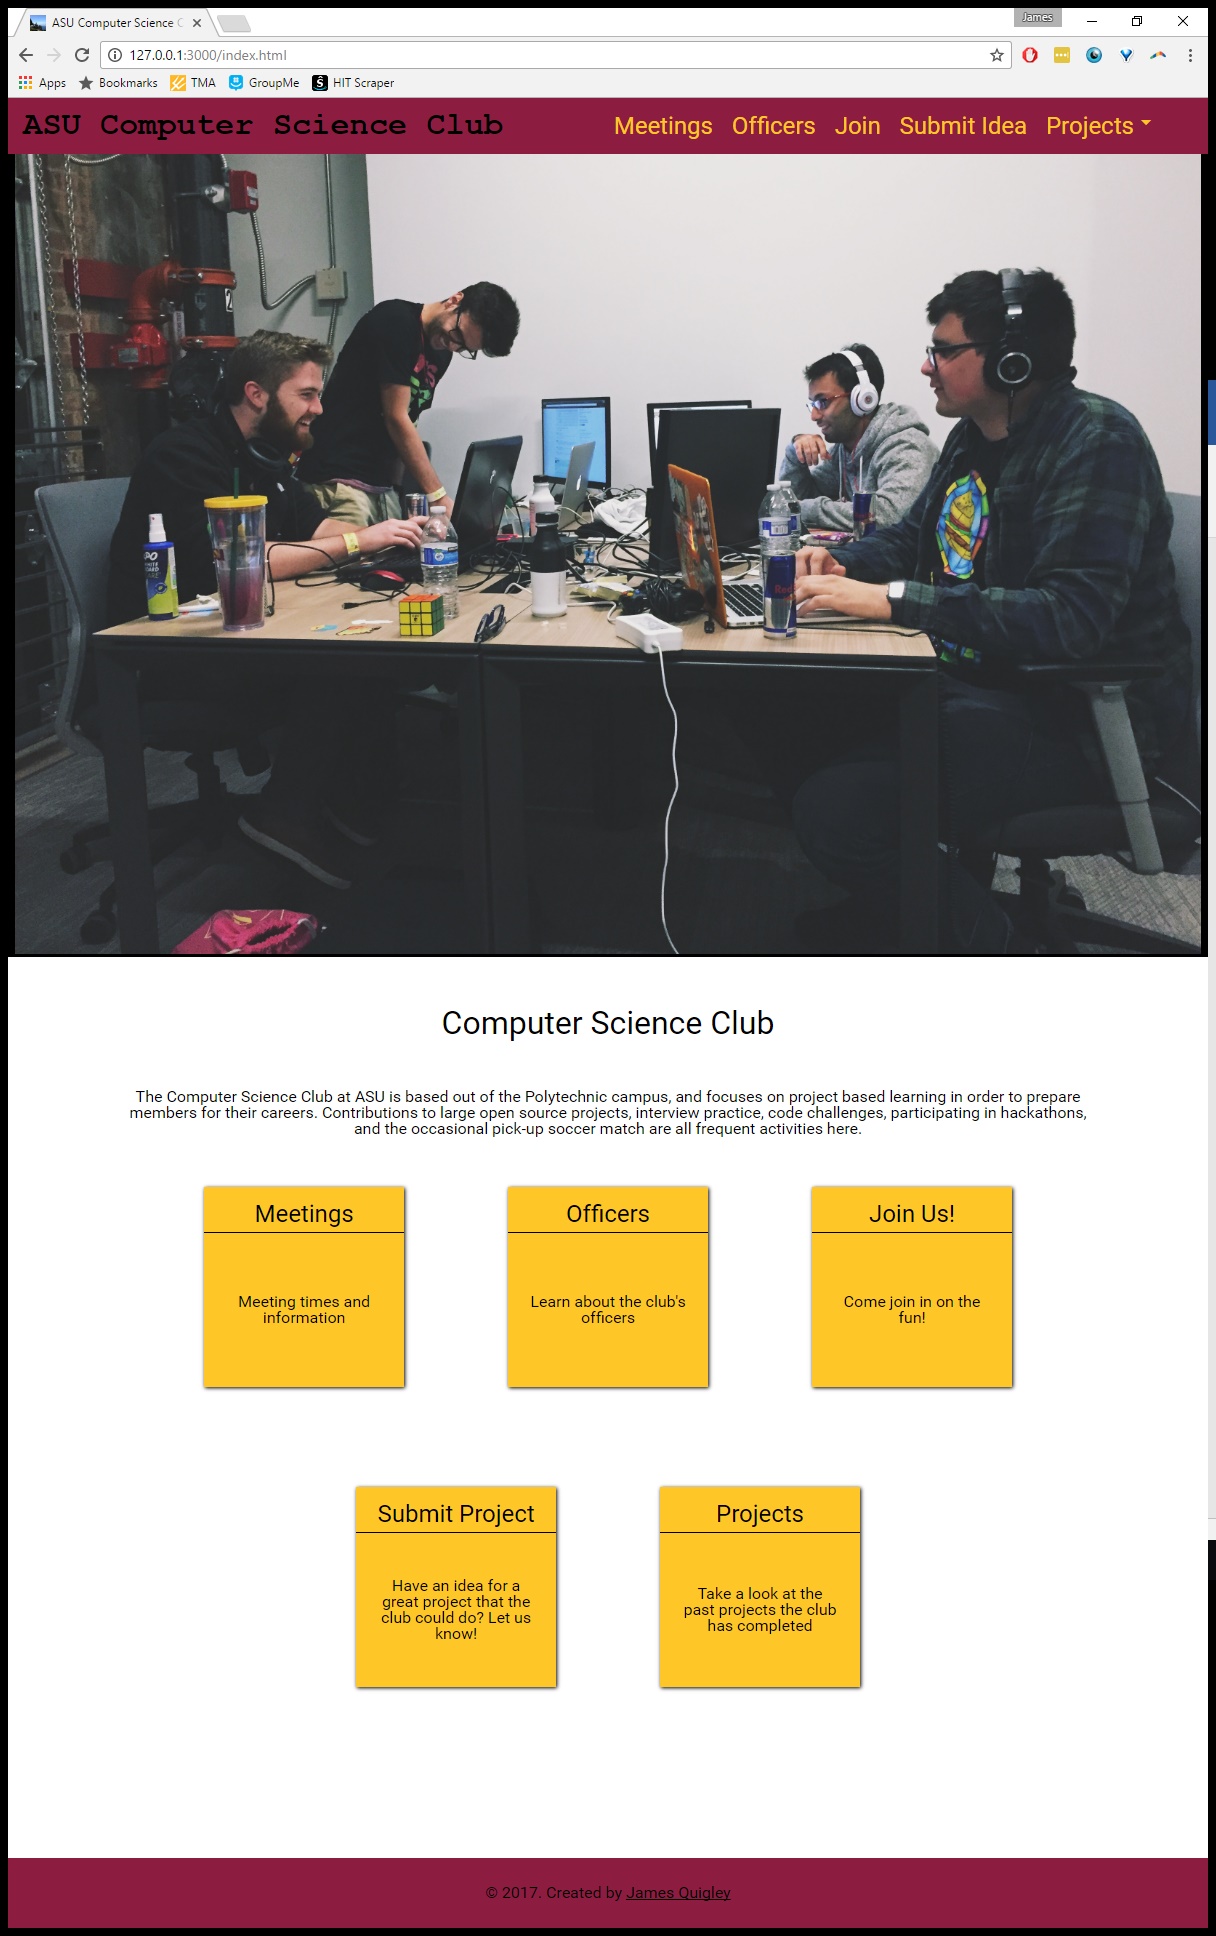 ASU Computer Science C
James
127.0.0.1:3000/index.html
Apps Bookmarks TMA GroupMe HIT Scraper
ASU Computer Science Club
Meetings Officers Join Submit Idea Projects
2
EXPO
Red
Computer Science Club
The Computer Science Club at ASU is based out of the Polytechnic campus, and focuses on project based learning in order to prepare
members for their careers. Contributions to large open source projects, interview practice, code challenges, participating in hackathons,
and the occasional pick-up soccer match are all frequent activities here.
Meetings
Meeting times and
information
Officers
Learn about the club's
officers
Join Us!
Come join in on the
fun!
Submit Project
Have an idea for a
great project that the
club could do? Let us
know!
Projects
Take a look at the
past projects the club
has completed
© 2017. Created by James Quigley